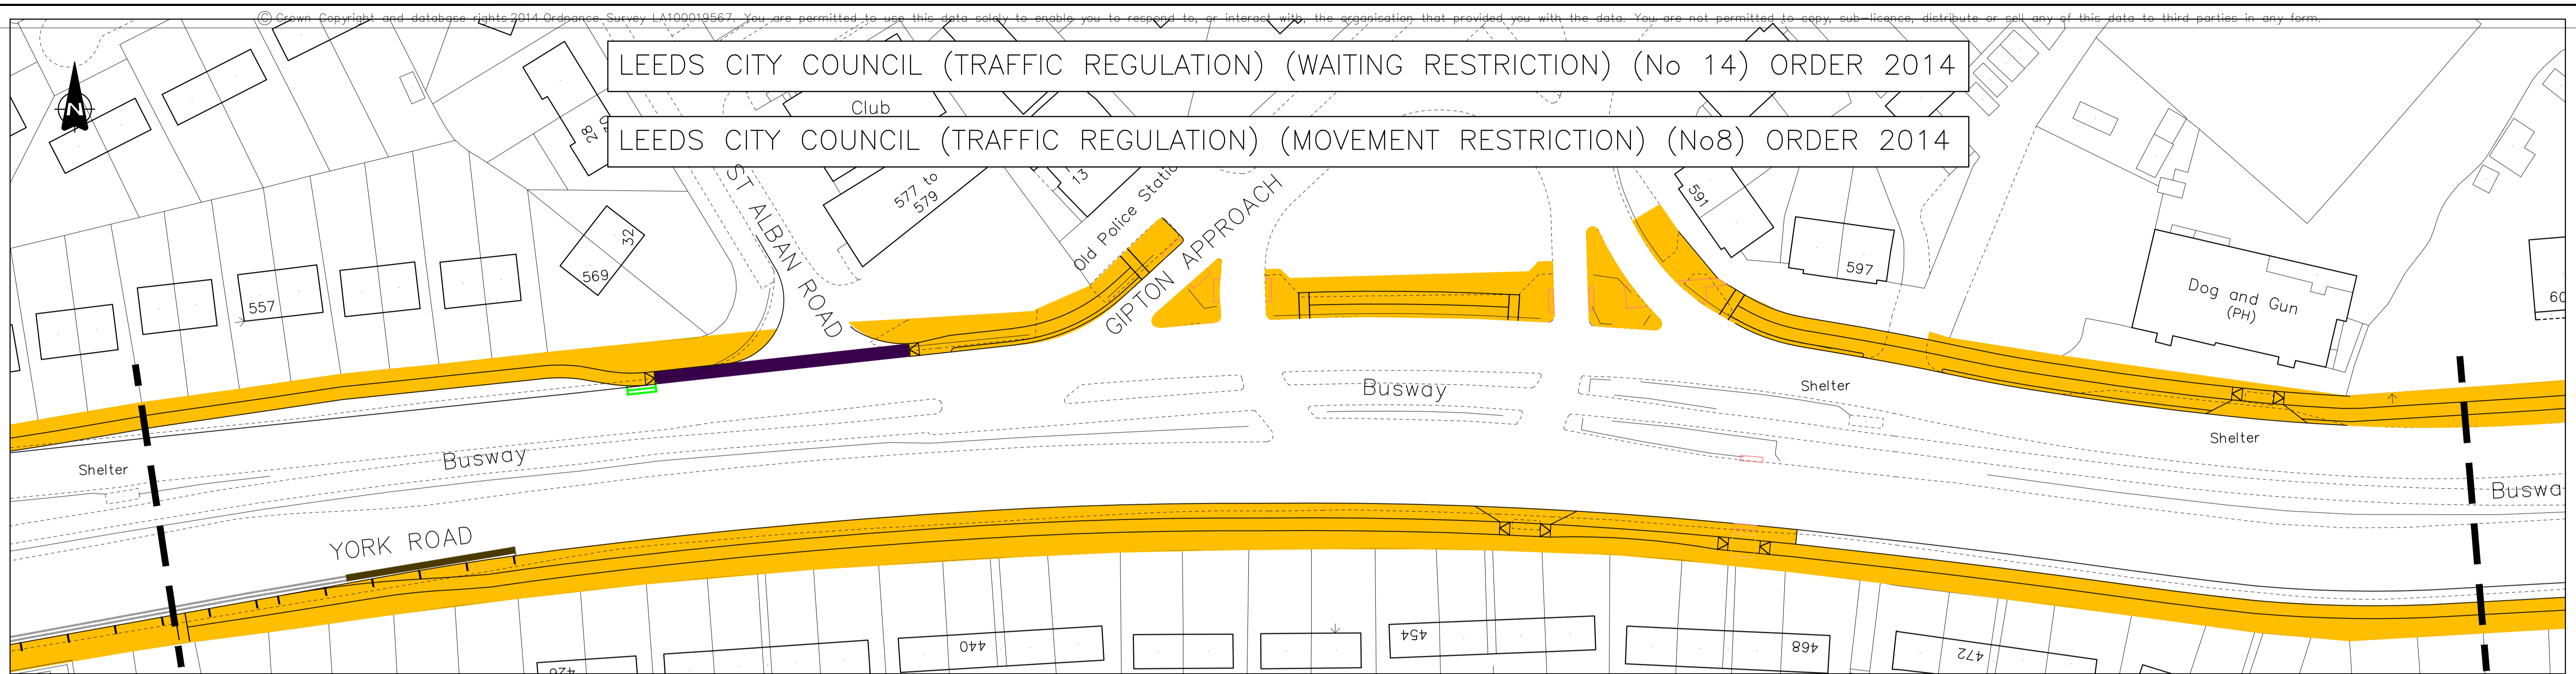 © Crown Copyright and database rights 2014 Ordnance Survey LA100019567. You are permitted to use this data solely to enable you to respond to, or interact with, the organisation that provided you with the data. You are not permitted to copy, sub-licence, distribute or sell any of this data to third parties in any form.
LEEDS CITY COUNCIL (TRAFFIC REGULATION) (WAITING RESTRICTION) (No 14) ORDER 2014
LEEDS CITY COUNCIL (TRAFFIC REGULATION) (MOVEMENT RESTRICTION) (No8) ORDER 2014
N
Club
28
ST ALBAN ROAD
577 to
579
13
Old Police
GIPTON APPROACH
591
597
32
569
557
Dog and Gun
(PH)
Busway
Shelter
Shelter
Shelter
Busway
YORK ROAD
440
454
468
472